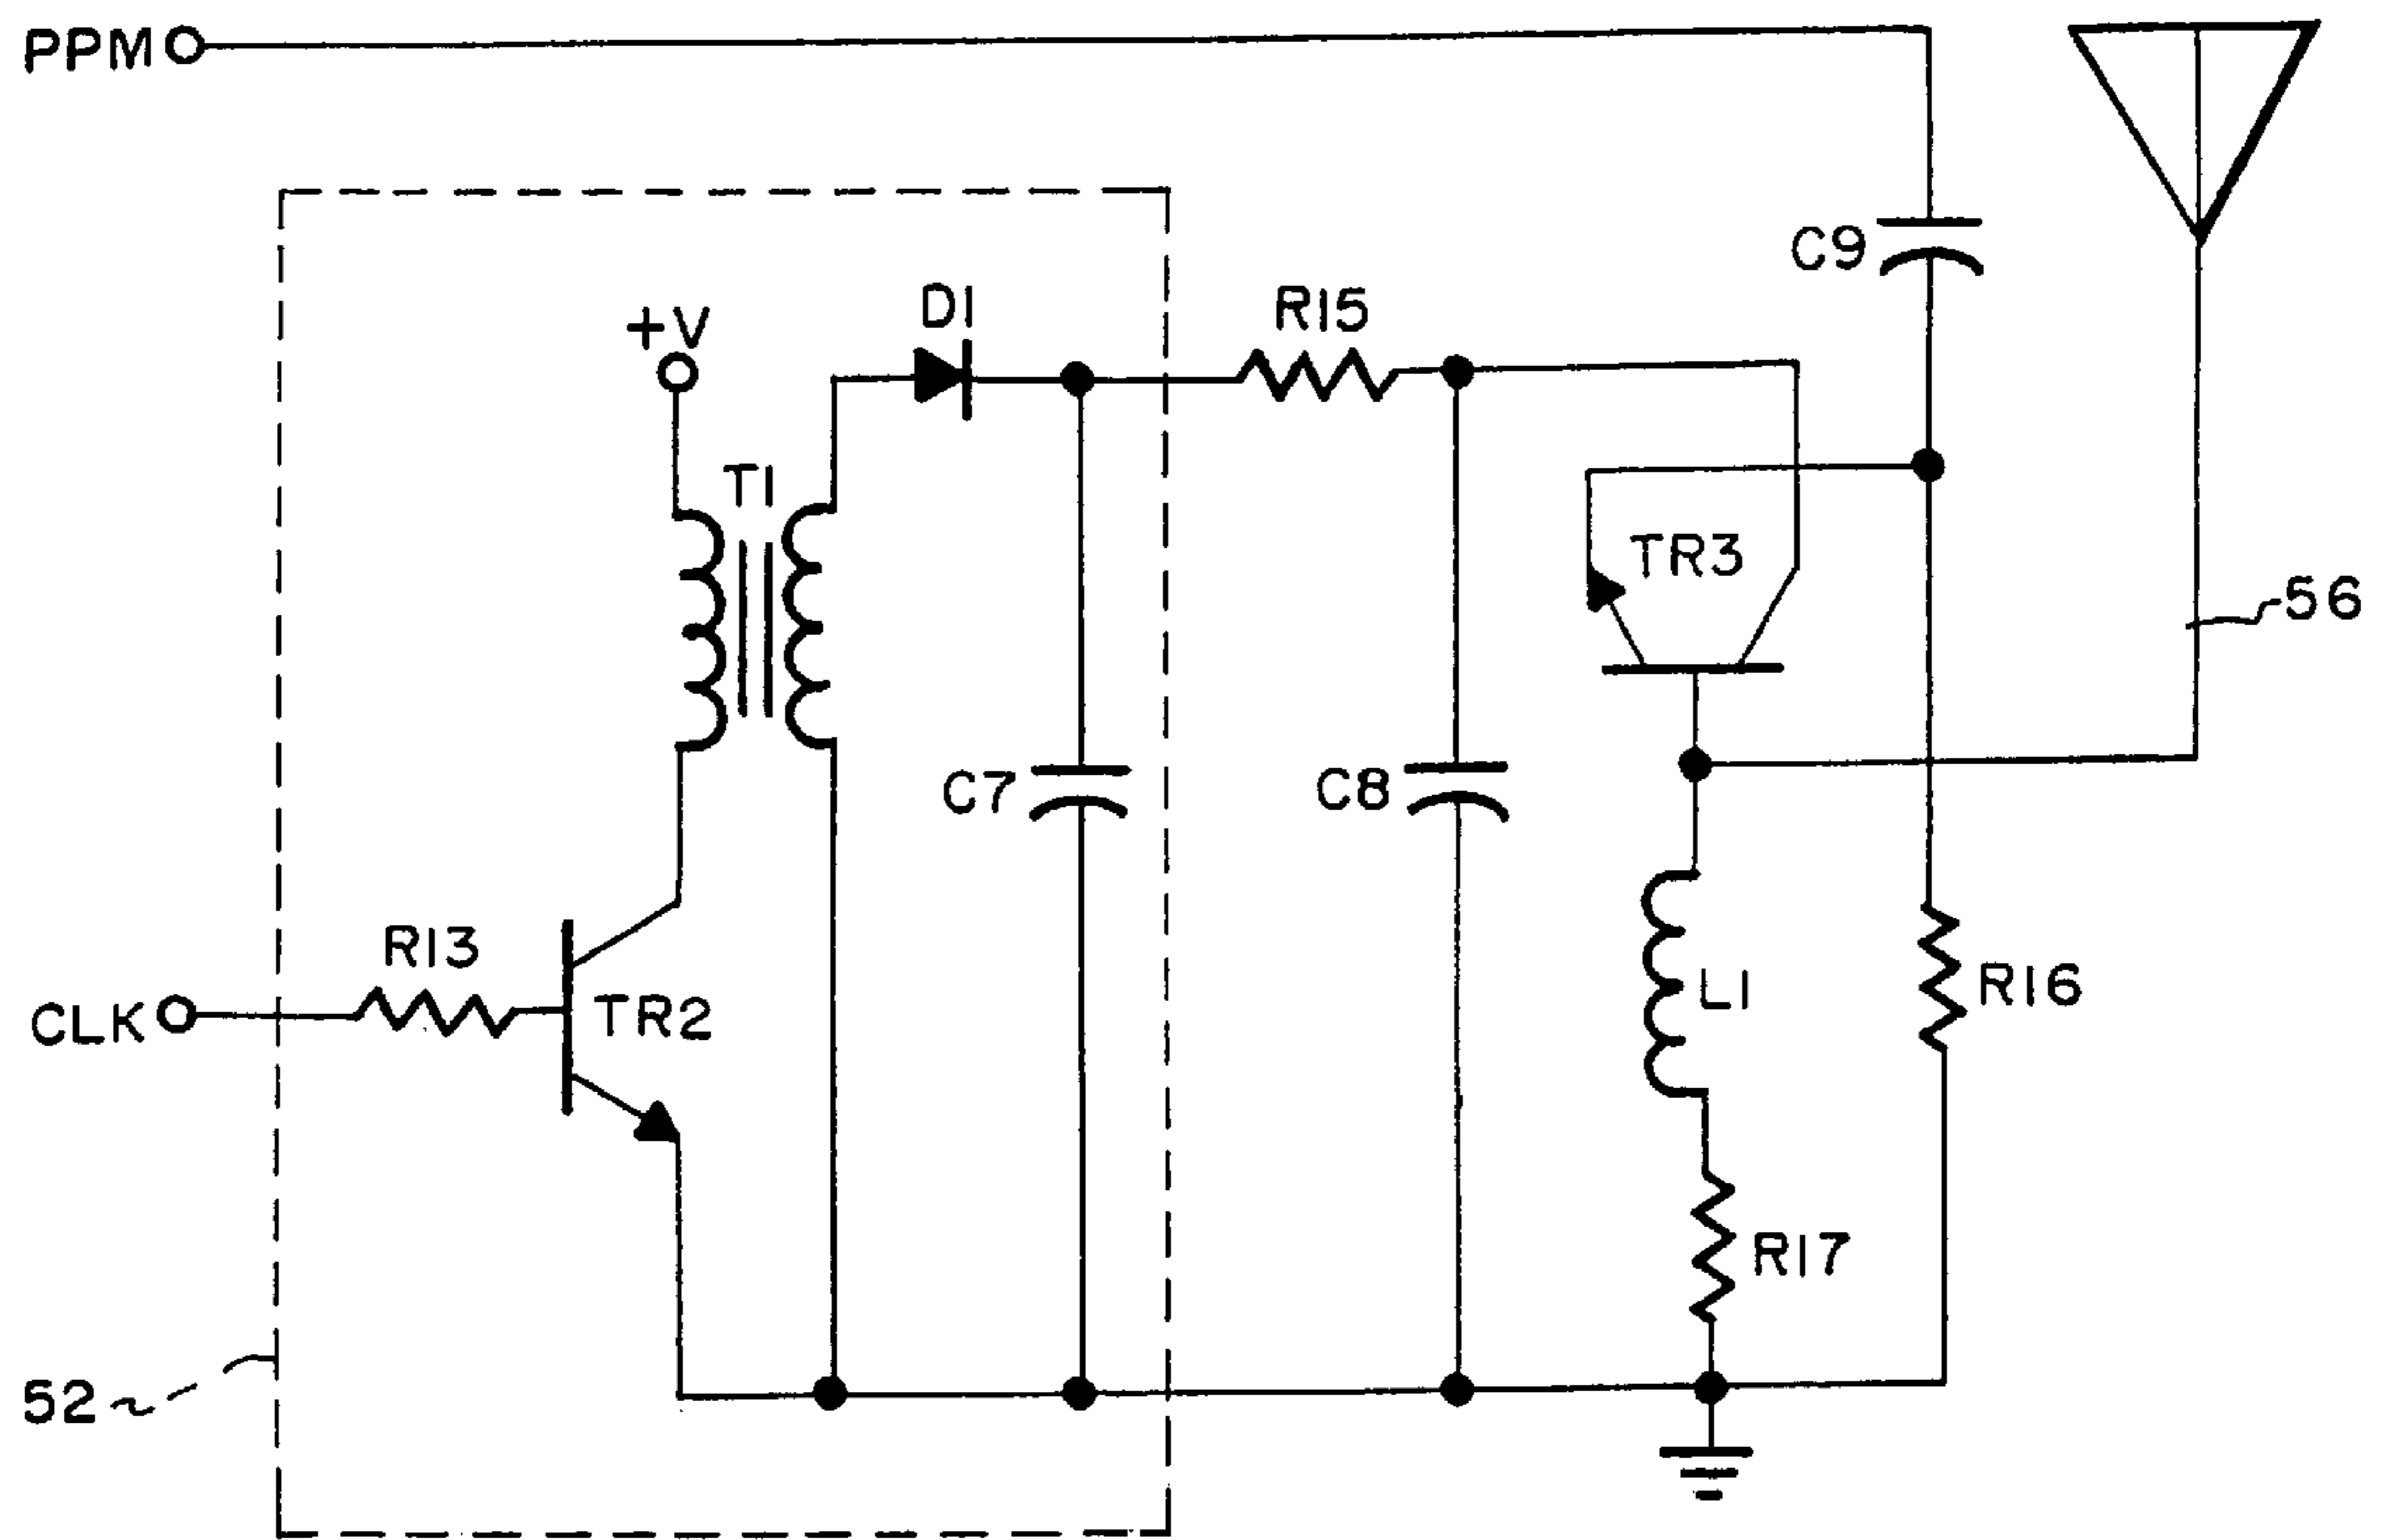 PPM
C9
D1
R15
+V
T1
TR3
56
C7
C8
R13
L1
R16
CLK
TR2
R17
52